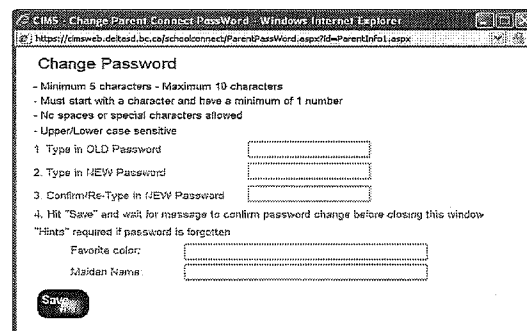 CIMS - Change Parent Connect PassWord - Windows Internet Explorer
https://cimsweb.deltasd.bc.ca/schoolconnect/ParentPassWord.aspx?id=ParentInfo1.aspx
Change Password
- Minimum 5 characters - Maximum 10 characters
- Must start with a character and have a minimum of 1 number
- No spaces or special characters allowed
- Upper/Lower case sensitive
1. Type in OLD Password
2. Type in NEW Password
3. Confirm/Re-Type in NEW Password
4. Hit "Save" and wait for message to confirm password change before closing this window
"Hints" required if password is forgotten
Favorite color:
Maiden Name:
Save